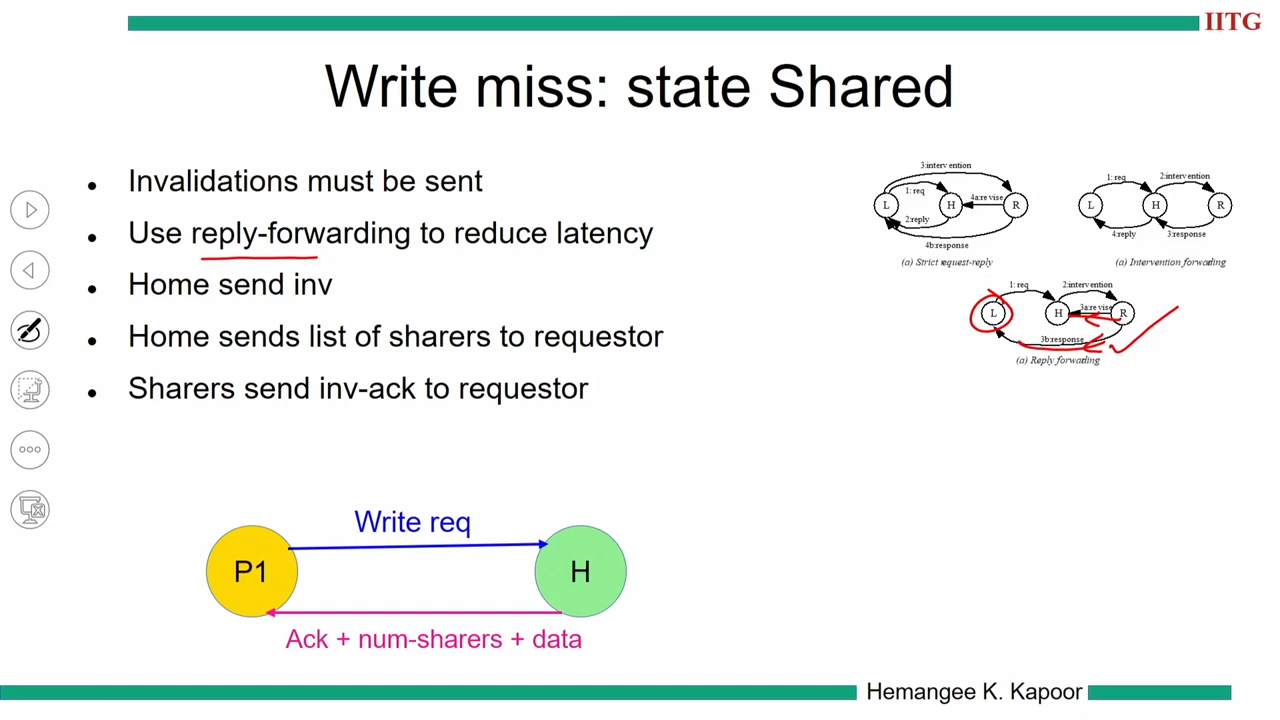 IITG
Write miss: state Shared
Invalidations must be sent
Use reply-forwarding to reduce latency
Home send inv
Home sends list of sharers to requestor
Sharers send inv-ack to requestor
3:intervention
1: req
L
H
4a:revise
R
2:reply
4b:response
(a) Strict request-reply
1: req
2:intervention
L
H
R
4:reply
3:response
(a) Intervention forwarding
1: req
2:intervention
L
H
3a:revise
R
3b:response
(a) Reply forwarding
Write req
P1
H
Ack + num-sharers + data
Hemangee K. Kapoor